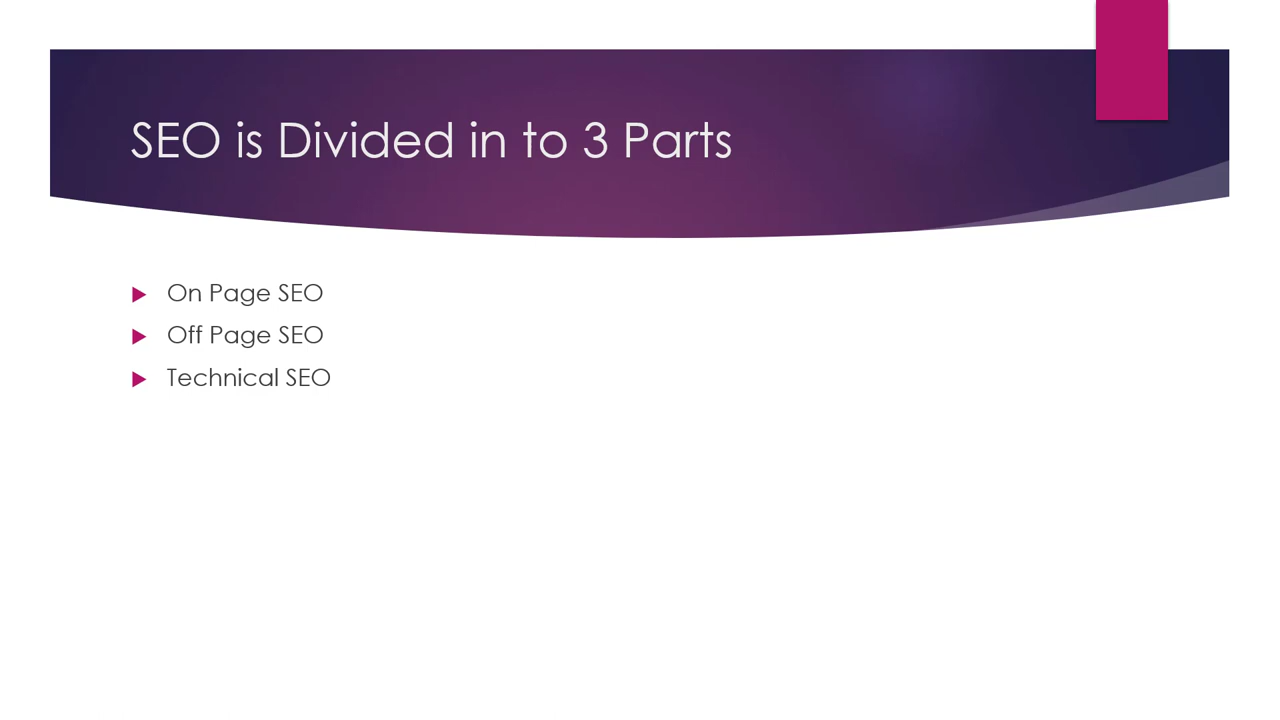 SEO is Divided in to 3 Parts
On Page SEO
Off Page SEO
Technical SEO